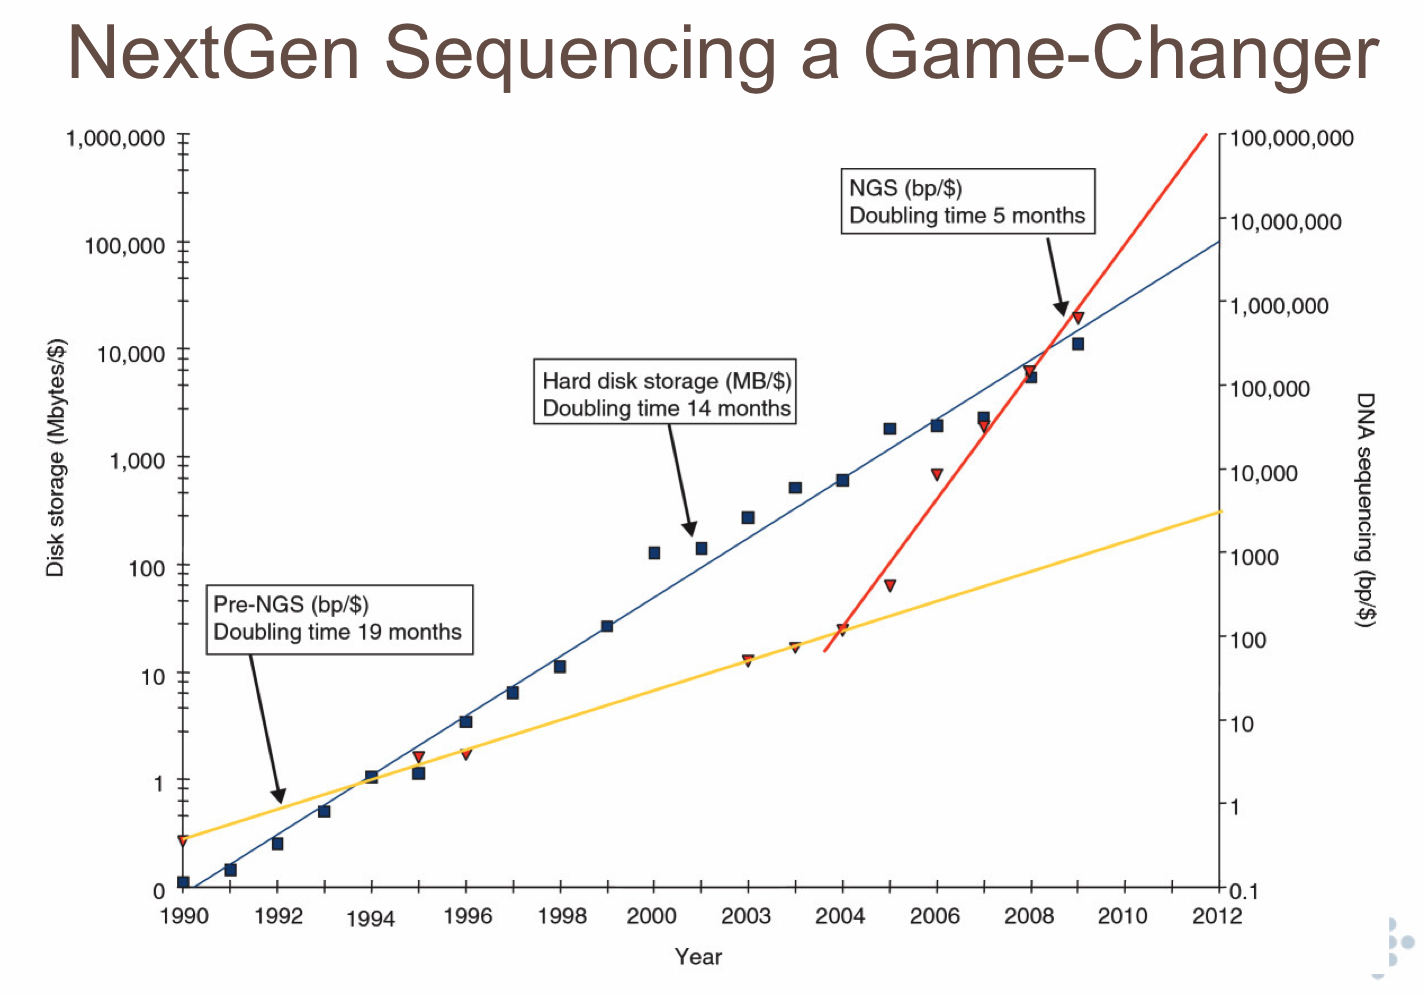 NextGen Sequencing a Game-Changer
1,000,000
100,000
10,000
1,000
100
10
1
0
Disk storage (Mbytes/$)
NGS (bp/$)
Doubling time 5 months
Hard disk storage (MB/$)
Doubling time 14 months
Pre-NGS (bp/$)
Doubling time 19 months
100,000,000
10,000,000
1,000,000
100,000
10,000
1000
100
10
1
0.1
DNA sequencing (bp/$)
1990 1992 1994 1996 1998 2000 2003 2004 2006 2008 2010 2012
Year